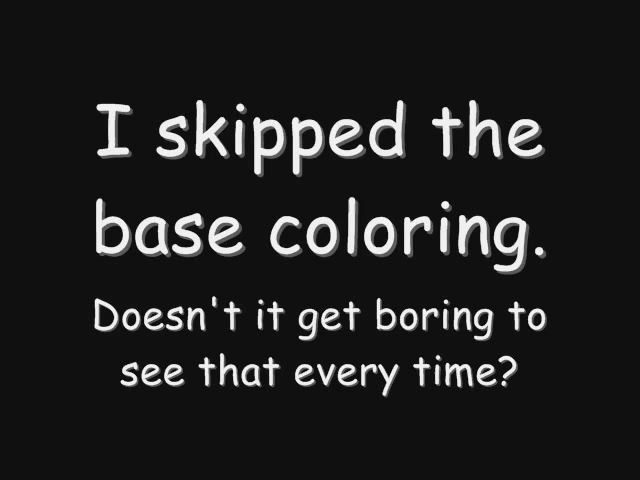 I skipped the
base coloring.
Doesn't it get boring to
see that every time?